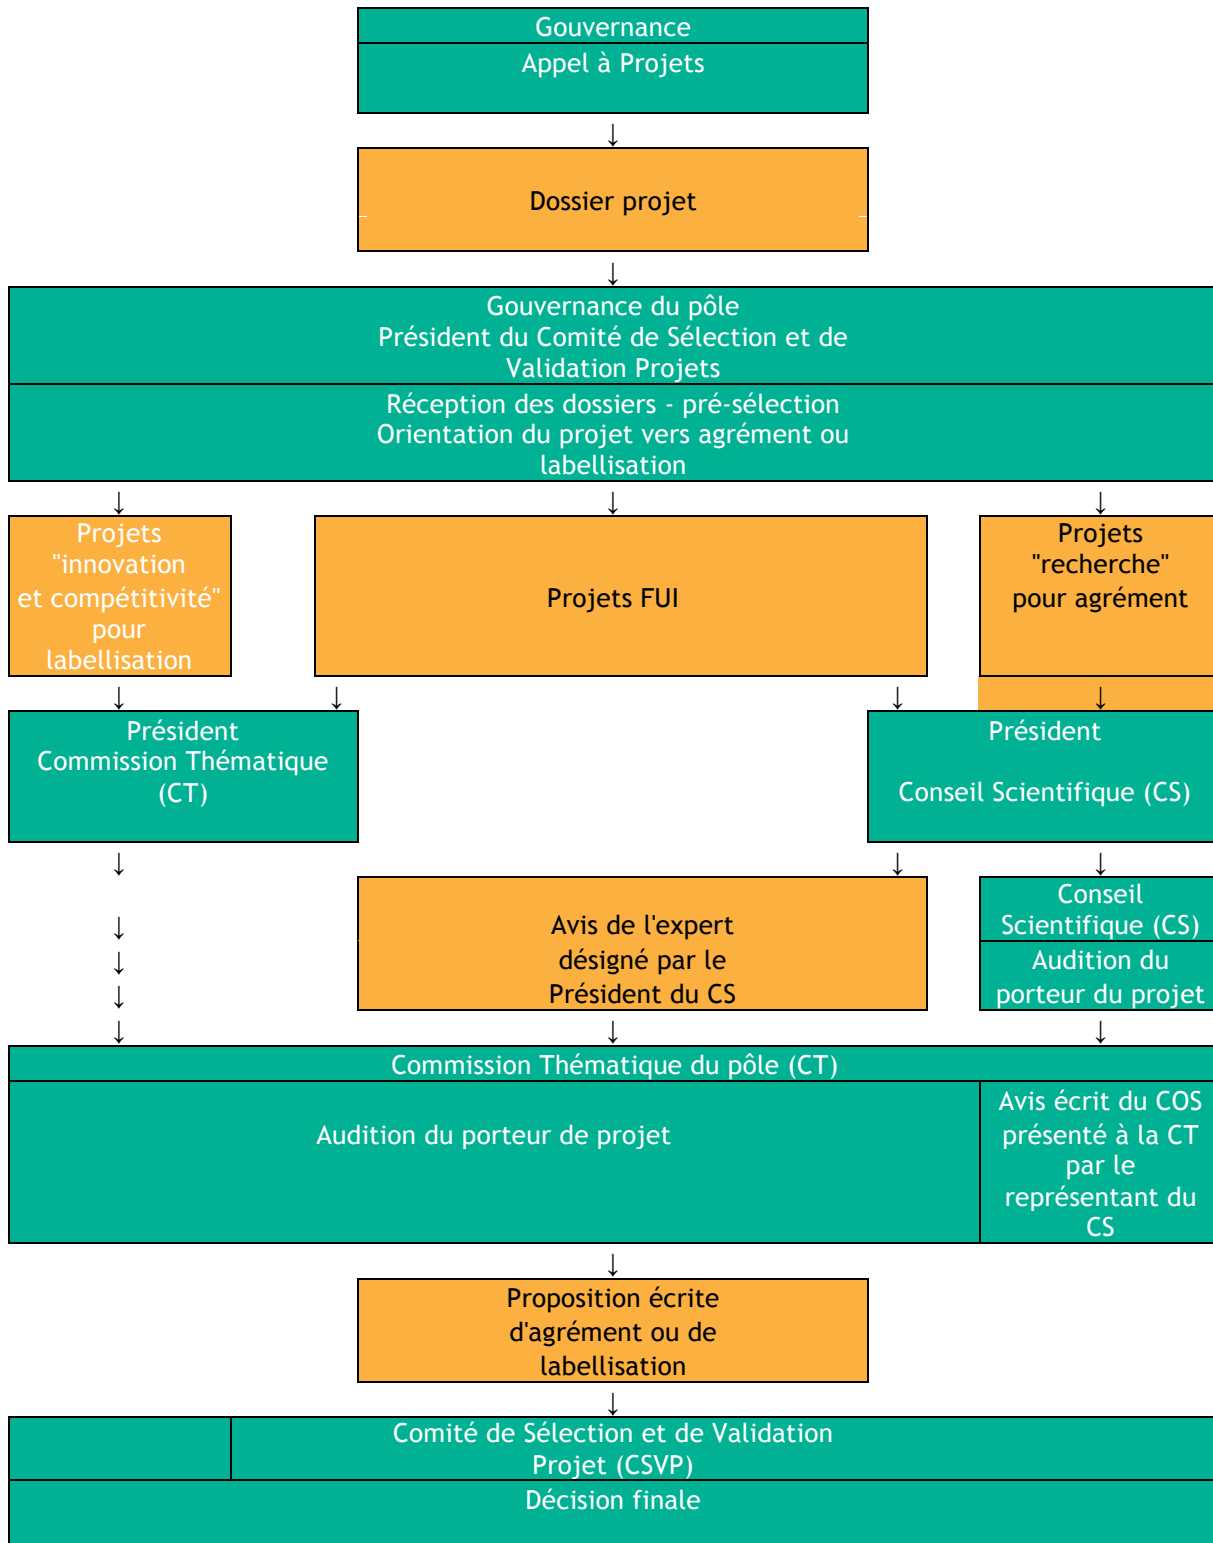 Gouvernance
Appel à Projets
↓
Dossier projet
↓
Gouvernance du pôle
Président du Comité de Sélection et de
Validation Projets
Réception des dossiers - pré-sélection
Orientation du projet vers agrément ou
labellisation
↓ ↓ ↓
Projets
"innovation
et compétitivité"
pour
labellisation
Projets FUI
Projets
"recherche"
pour agrément
↓ ↓ ↓ ↓
Président
Commission Thématique
(CT)
Président
Conseil Scientifique (CS)
↓ ↓ ↓
↓
↓
↓
Avis de l'expert
désigné par le
Président du CS
Conseil
Scientifique (CS)
Audition du
porteur du projet
↓ ↓ ↓
Commission Thématique du pôle (CT)
Audition du porteur de projet
Avis écrit du COS
présenté à la CT
par le
représentant du
CS
↓
Proposition écrite
d'agrément ou de
labellisation
↓
Comité de Sélection et de Validation
Projet (CSVP)
Décision finale